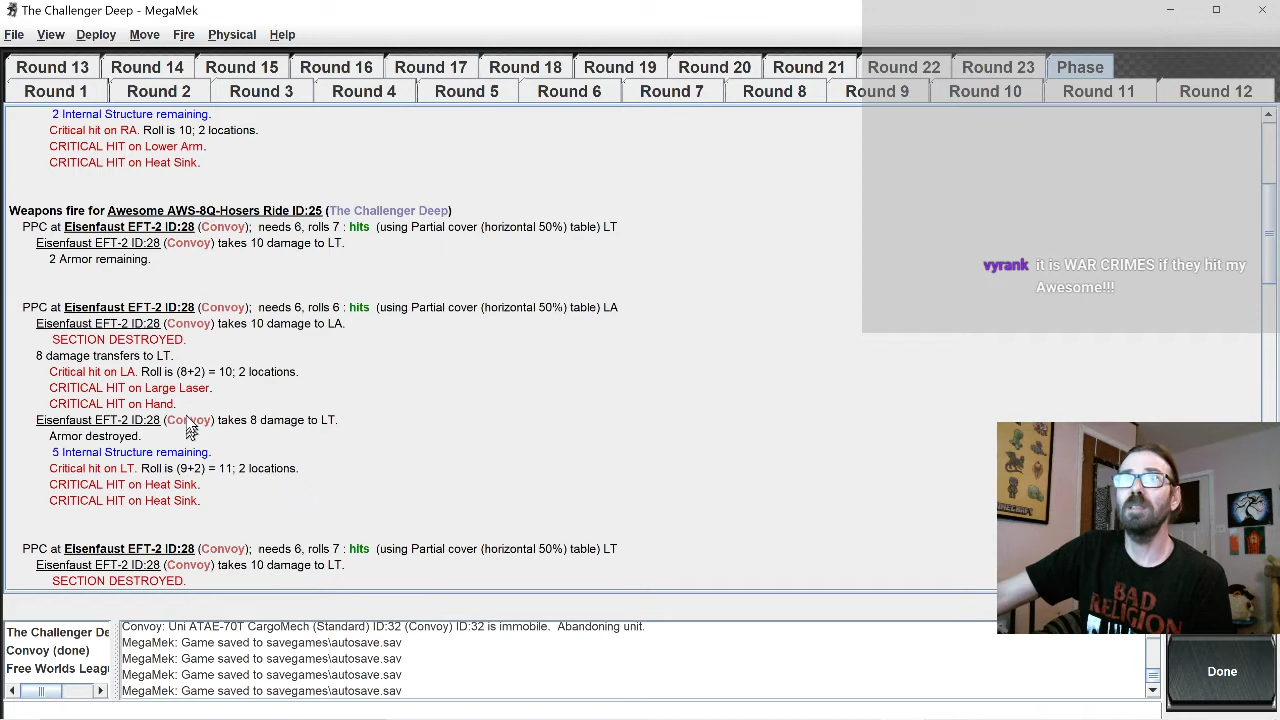 The Challenger Deep - MegaMek
File View Deploy Move Fire Physical Help
Round 13 Round 14 Round 15 Round 16 Round 17 Round 18 Round 19 Round 20 Round 21 Round 22 Round 23 Phase
Round 1 Round 2 Round 3 Round 4 Round 5 Round 6 Round 7 Round 8 Round 9 Round 10 Round 11 Round 12
2 Internal Structure remaining.
Critical hit on RA. Roll is 10; 2 locations.
CRITICAL HIT on Lower Arm.
CRITICAL HIT on Heat Sink.
Weapons fire for Awesome AWS-8Q-Hosers Ride ID:25 (The Challenger Deep)
PPC at Eisenfaust EFT-2 ID:28 (Convoy); needs 6, rolls 7 : hits (using Partial cover (horizontal 50%) table) LT
Eisenfaust EFT-2 ID:28 (Convoy) takes 10 damage to LT.
2 Armor remaining.
vyrank it is WAR CRIMES if they hit my
Awesome!!!
PPC at Eisenfaust EFT-2 ID:28 (Convoy); needs 6, rolls 6 : hits (using Partial cover (horizontal 50%) table) LA
Eisenfaust EFT-2 ID:28 (Convoy) takes 10 damage to LA.
SECTION DESTROYED.
8 damage transfers to LT.
Critical hit on LA. Roll is (8+2) = 10; 2 locations.
CRITICAL HIT on Large Laser.
CRITICAL HIT on Hand.
Eisenfaust EFT-2 ID:28 (Convoy) takes 8 damage to LT.
Armor destroyed.
5 Internal Structure remaining.
Critical hit on LT. Roll is (9+2) = 11; 2 locations.
CRITICAL HIT on Heat Sink.
CRITICAL HIT on Heat Sink.
PPC at Eisenfaust EFT-2 ID:28 (Convoy); needs 6, rolls 7 : hits (using Partial cover (horizontal 50%) table) LT
Eisenfaust EFT-2 ID:28 (Convoy) takes 10 damage to LT.
SECTION DESTROYED.
MINECRAFT
BAD
RELIGION
The Challenger De
Convoy (done)
Free Worlds Leag
Convoy: Uni ATAE-70T CargoMech (Standard) ID:32 (Convoy) ID:32 is immobile. Abandoning unit.
MegaMek: Game saved to savegames\autosave.sav
MegaMek: Game saved to savegames\autosave.sav
MegaMek: Game saved to savegames\autosave.sav
MegaMek: Game saved to savegames\autosave.sav
Done